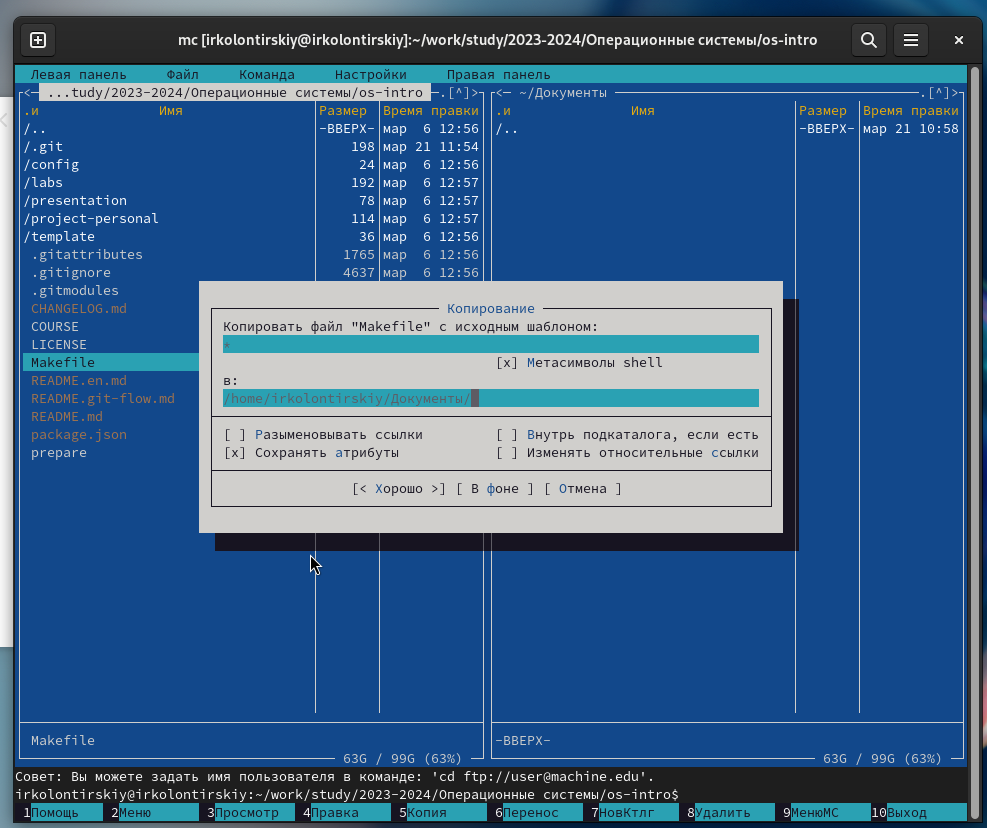 mc [irkolontirskiy@irkolontirskiy]:~/work/study/2023-2024/Операционные системы/os-intro
Левая панель Файл Команда Настройки Правая панель
<─ ...tudy/2023-2024/Операционные системы/os-intro ─.[^]>
.и Имя Размер Время правки
/.. -ВВЕРХ- мар 6 12:56
/.git 198 мар 21 11:54
/config 24 мар 6 12:56
/labs 192 мар 6 12:57
/presentation 78 мар 6 12:57
/project-personal 114 мар 6 12:57
/template 36 мар 6 12:56
.gitattributes 1765 мар 6 12:56
.gitignore 4637 мар 6 12:56
.gitmodules
CHANGELOG.md
COURSE
LICENSE
Makefile
README.en.md
README.git-flow.md
README.md
package.json
prepare
Makefile
63G / 99G (63%)
<─ ~/Документы .[^]>
.и Имя Размер Время правки
/.. -ВВЕРХ- мар 21 10:58
-ВВЕРХ-
63G / 99G (63%)
Копирование
Копировать файл "Makefile" с исходным шаблоном:
*
[x] Метасимволы shell
в:
/home/irkolontirskiy/Документы/
[ ] Разыменовывать ссылки [ ] Внутрь подкаталога, если есть
[x] Сохранять атрибуты [ ] Изменять относительные ссылки
[< Хорошо >] [ В фоне ] [ Отмена ]
Совет: Вы можете задать имя пользователя в команде: 'cd ftp://user@machine.edu'.
irkolontirskiy@irkolontirskiy:~/work/study/2023-2024/Операционные системы/os-intro$
1Помощь 2Меню 3Просмотр 4Правка 5Копия 6Перенос 7НовКтлг 8Удалить 9МенюMC 10Выход